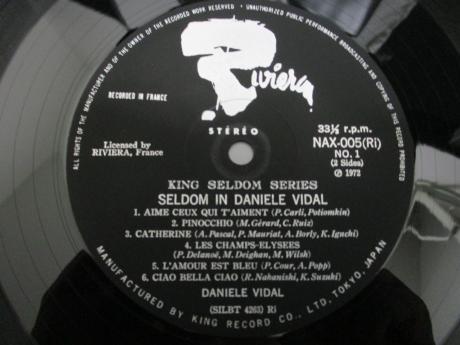 ALL RIGHTS OF THE MANUFACTURER AND OF THE OWNER OF THE RECORDED WORK RESERVED • UNAUTHORIZED PUBLIC PERFORMANCE BROADCASTING AND COPYING OF THIS RECORD PROHIBITED
Riviera
RECORDED IN FRANCE
STÉRÉO
33⅓ r.p.m.
Licensed by
RIVIERA, France
NAX-005(Ri)
NO. 1
(2 Sides)
Ⓟ 1972
KING SELDOM SERIES
SELDOM IN DANIELE VIDAL
1. AIME CEUX QUI T'AIMENT (P. Carli, Potiomkin)
2. PINOCCHIO (M. Gérard, C. Ruiz)
3. CATHERINE (A. Pascal, P. Mauriat, A. Borly, K. Iguchi)
4. LES CHAMPS-ELYSEES
(P. Delanoë, M. Deighan, M. Wilsh)
5. L'AMOUR EST BLEU (P. Cour, A. Popp)
6. CIAO BELLA CIAO (R. Nakanishi, K. Suzuki)
DANIELE VIDAL
(SILBT 4263) Ri
MANUFACTURED BY KING RECORD CO., LTD. TOKYO, JAPAN